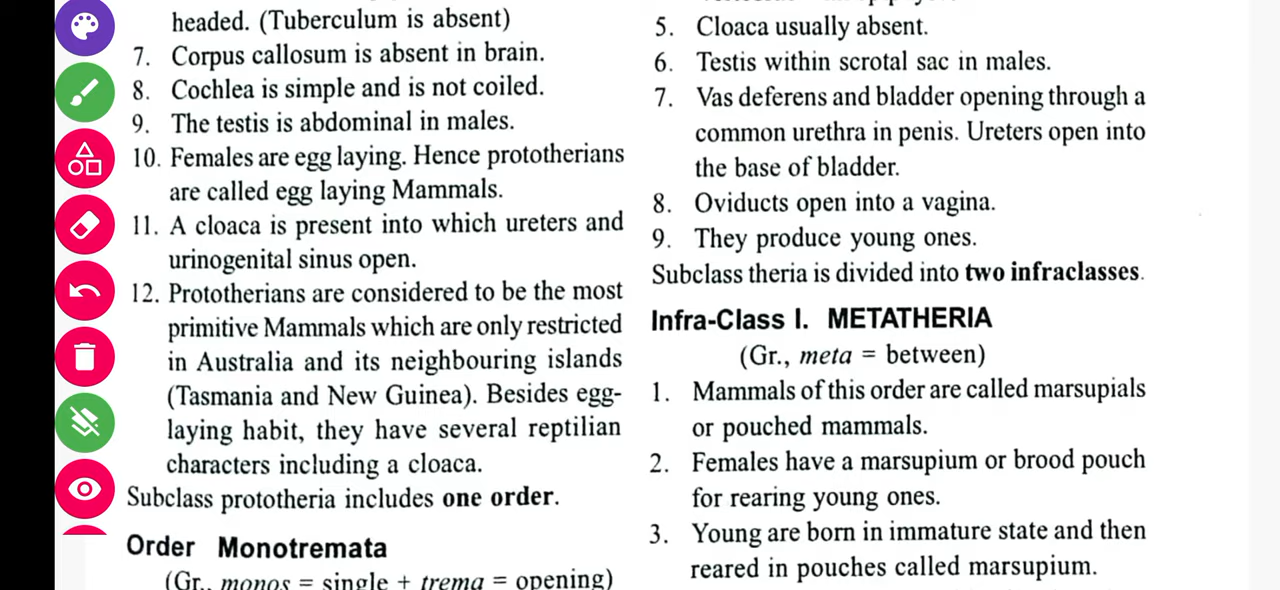 headed. (Tuberculum is absent)
7. Corpus callosum is absent in brain.
8. Cochlea is simple and is not coiled.
9. The testis is abdominal in males.
10. Females are egg laying. Hence prototherians
are called egg laying Mammals.
11. A cloaca is present into which ureters and
urinogenital sinus open.
12. Prototherians are considered to be the most
primitive Mammals which are only restricted
in Australia and its neighbouring islands
(Tasmania and New Guinea). Besides egg-
laying habit, they have several reptilian
characters including a cloaca.
Subclass prototheria includes one order.
Order Monotremata
(Gr., monos = single + trema = opening)
5. Cloaca usually absent.
6. Testis within scrotal sac in males.
7. Vas deferens and bladder opening through a
common urethra in penis. Ureters open into
the base of bladder.
8. Oviducts open into a vagina.
9. They produce young ones.
Subclass theria is divided into two infraclasses.
Infra-Class I. METATHERIA
(Gr., meta = between)
1. Mammals of this order are called marsupials
or pouched mammals.
2. Females have a marsupium or brood pouch
for rearing young ones.
3. Young are born in immature state and then
reared in pouches called marsupium.